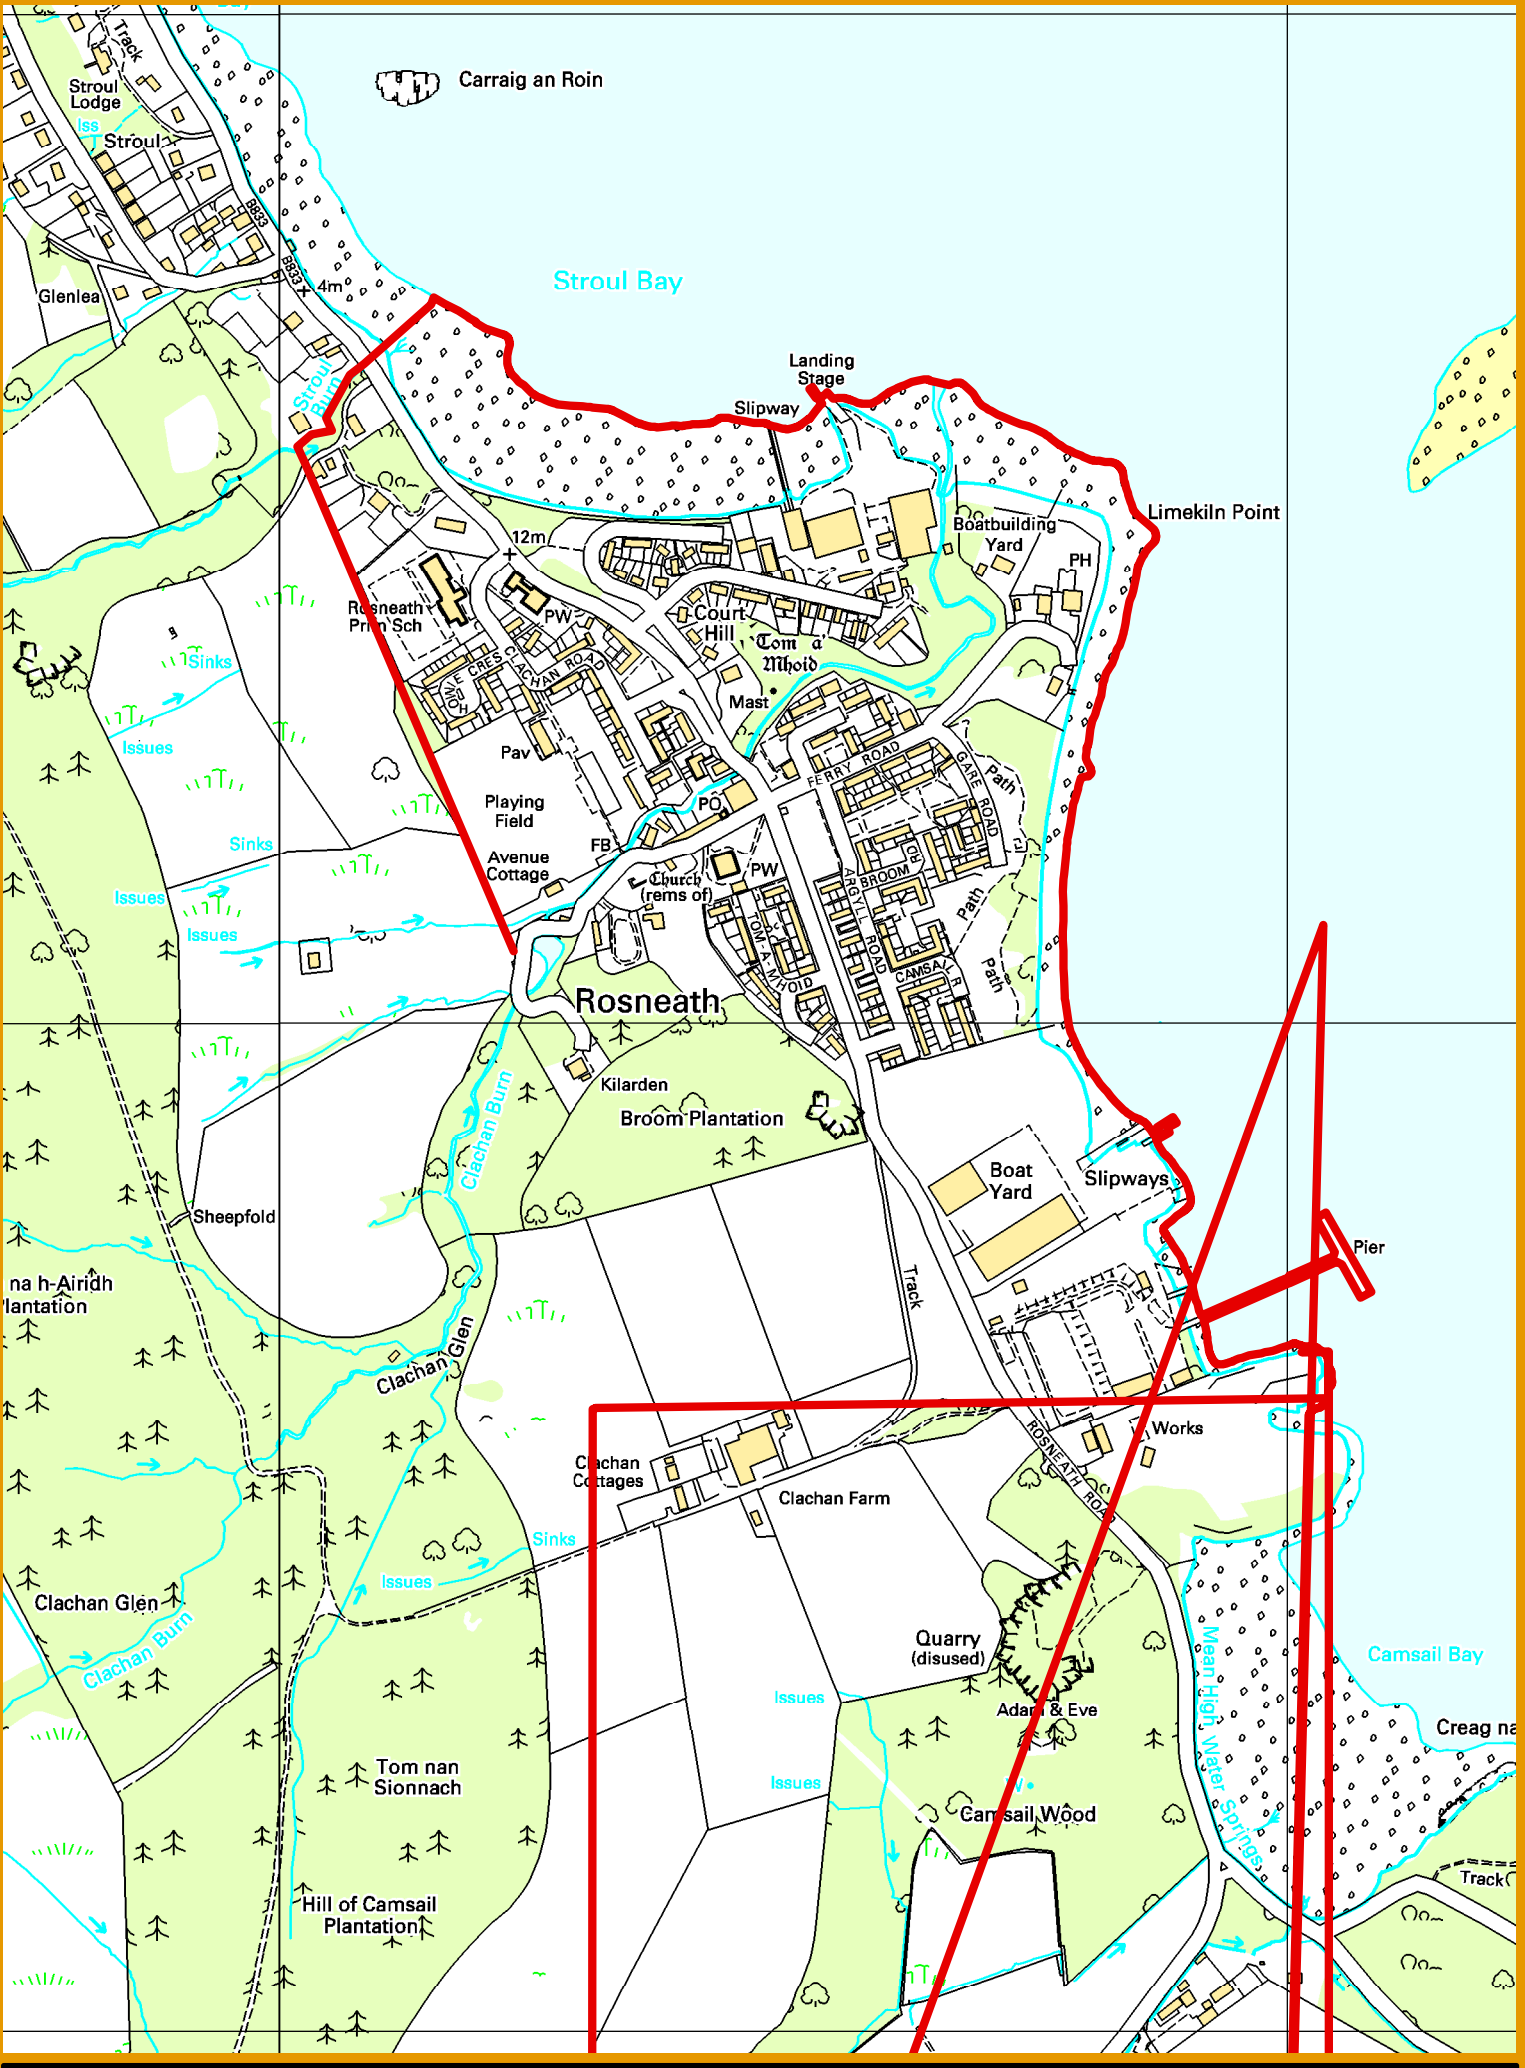 Carraig an Roin
Track
Stroul
Lodge
Iss
Stroul
B833
B833
4m
Glenlea
Stroul Bay
Stroul
Burn
Landing
Stage
Slipway
Limekiln Point
12m
Boatbuilding
Yard
PH
Rosneath
Prim Sch
PW
Court
Hill
Tom a'
Mhoid
Mast
HOWIE CRES
CLACHAN ROAD
Sinks
Issues
Pav
Playing
Field
FERRY ROAD
GARE ROAD
Path
PO
FB
Avenue
Cottage
Church
(rems of)
PW
BROOM RD
ARGYLL ROAD
Path
Sinks
Issues
Issues
TOM-A-MHOID
CAMSAIL R
Path
Rosneath
Kilarden
Clachan Burn
Broom Plantation
Boat
Yard
Slipways
Sheepfold
Pier
na h-Airidh
Plantation
Track
Clachan Glen
Works
ROSNEATH ROAD
Clachan
Cottages
Clachan Farm
Sinks
Issues
Clachan Glen
Clachan Burn
Quarry
(disused)
Mean High Water Springs
Camsail Bay
Issues
Adam & Eve
Creag na
Tom nan
Sionnach
Issues
W
Camsail Wood
Track
Hill of Camsail
Plantation